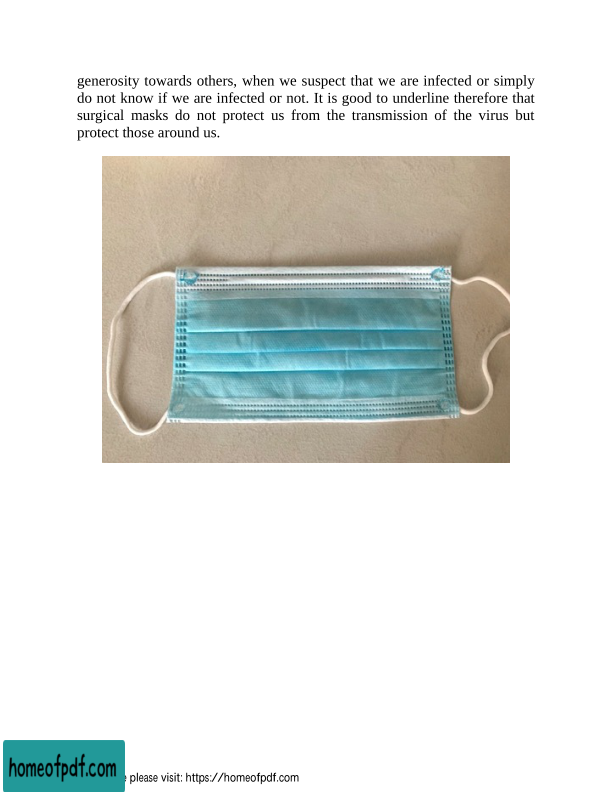 generosity towards others, when we suspect that we are infected or simply
do not know if we are infected or not. It is good to underline therefore that
surgical masks do not protect us from the transmission of the virus but
protect those around us.
homeofpdf.com
please visit: https://homeofpdf.com